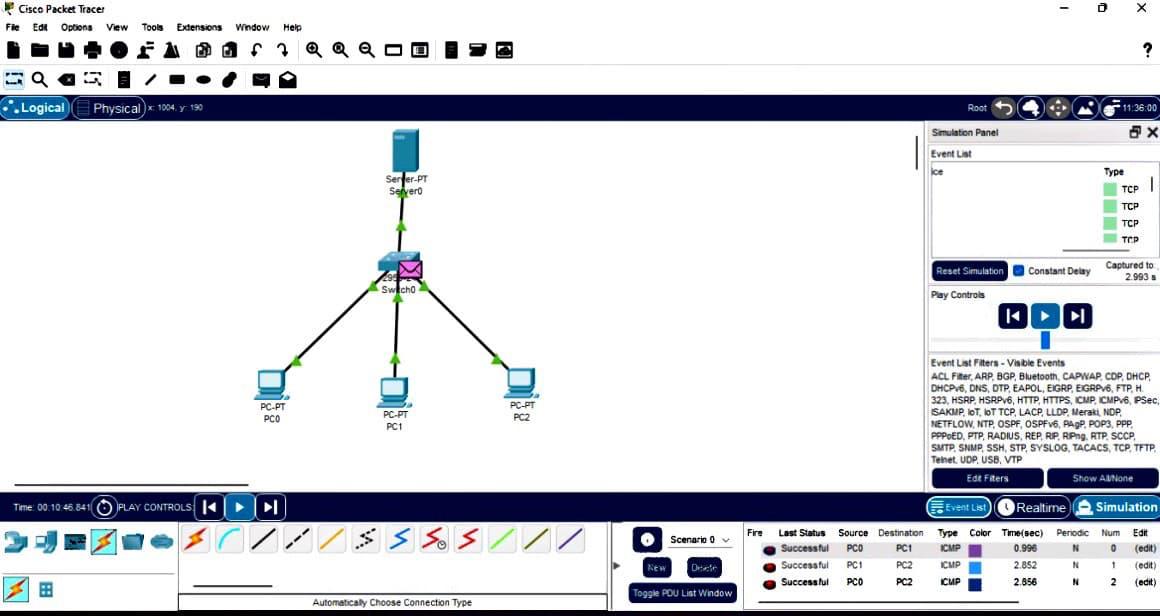 Cisco Packet Tracer
File Edit Options View Tools Extensions Window Help
?
Logical Physical x: 1004, y: 190 Root 11:36:00
Simulation Panel
Event List
ice Type
TCP
TCP
TCP
TCP
Reset Simulation Constant Delay Captured to:
2.993 s
Play Controls
Event List Filters - Visible Events
ACL Filter, ARP, BGP, Bluetooth, CAPWAP, CDP, DHCP,
DHCPv6, DNS, DTP, EAPOL, EIGRP, EIGRPv6, FTP, H.
323, HSRP, HSRPv6, HTTP, HTTPS, ICMP, ICMPv6, IPSec,
ISAKMP, IoT, IoT TCP, LACP, LLDP, Meraki, NDP,
NETFLOW, NTP, OSPF, OSPFv6, PAgP, POP3, PPP,
PPPoED, PTP, RADIUS, REP, RIP, RIPng, RTP, SCCP,
SMTP, SNMP, SSH, STP, SYSLOG, TACACS, TCP, TFTP,
Telnet, UDP, USB, VTP
Edit Filters Show All/None
Server-PT
Server0
Switch0
PC-PT
PC0
PC-PT
PC1
PC-PT
PC2
Time: 00:10:46.841 PLAY CONTROLS: Event List Realtime Simulation
Automatically Choose Connection Type
Scenario 0
New Delete
Toggle PDU List Window
Fire Last Status Source Destination Type Color Time(sec) Periodic Num Edit
Successful PC0 PC1 ICMP 0.996 N 0 (edit)
Successful PC1 PC2 ICMP 2.852 N 1 (edit)
Successful PC0 PC2 ICMP 2.856 N 2 (edit)